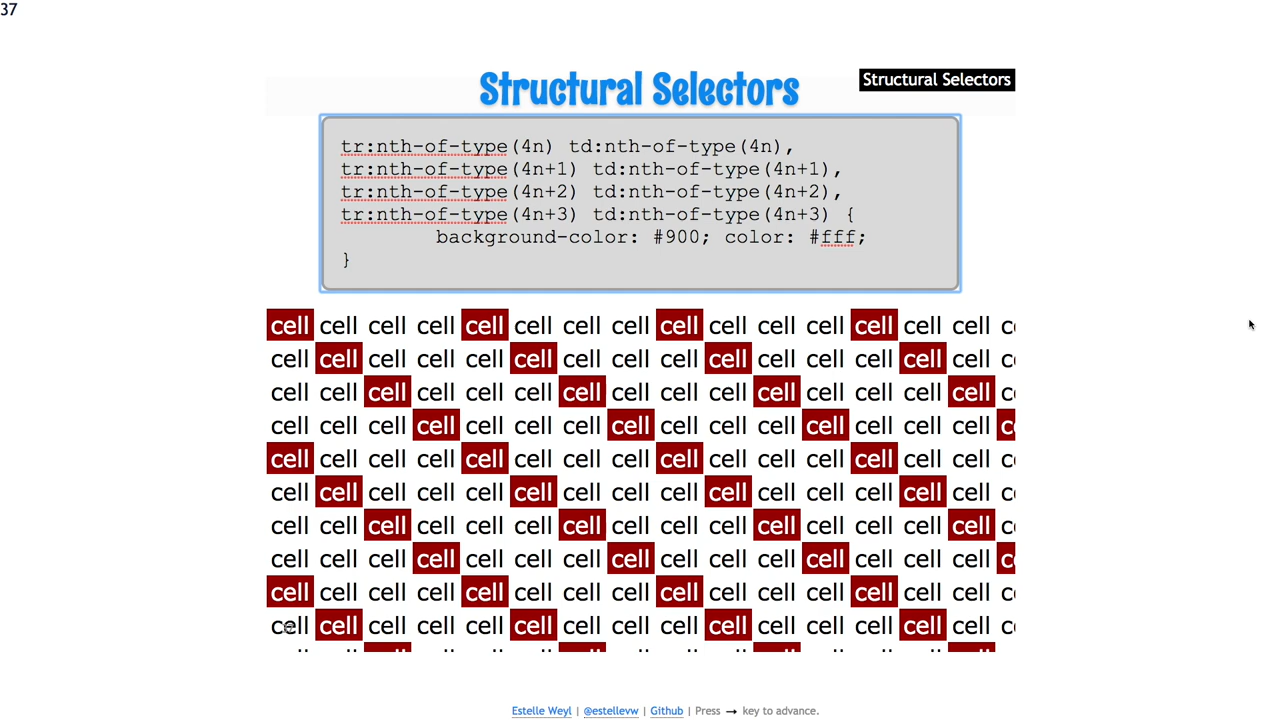 37
Structural Selectors
Structural Selectors
tr:nth-of-type(4n) td:nth-of-type(4n),
tr:nth-of-type(4n+1) td:nth-of-type(4n+1),
tr:nth-of-type(4n+2) td:nth-of-type(4n+2),
tr:nth-of-type(4n+3) td:nth-of-type(4n+3) {
background-color: #900; color: #fff;
}
cell cell cell cell cell cell cell cell cell cell cell cell cell cell cell
cell cell cell cell cell cell cell cell cell cell cell cell cell cell cell
cell cell cell cell cell cell cell cell cell cell cell cell cell cell cell
cell cell cell cell cell cell cell cell cell cell cell cell cell cell cell
cell cell cell cell cell cell cell cell cell cell cell cell cell cell cell
cell cell cell cell cell cell cell cell cell cell cell cell cell cell cell
cell cell cell cell cell cell cell cell cell cell cell cell cell cell cell
cell cell cell cell cell cell cell cell cell cell cell cell cell cell cell
cell cell cell cell cell cell cell cell cell cell cell cell cell cell cell
cell cell cell cell cell cell cell cell cell cell cell cell cell cell cell
Estelle Weyl | @estellevw | Github | Press → key to advance.